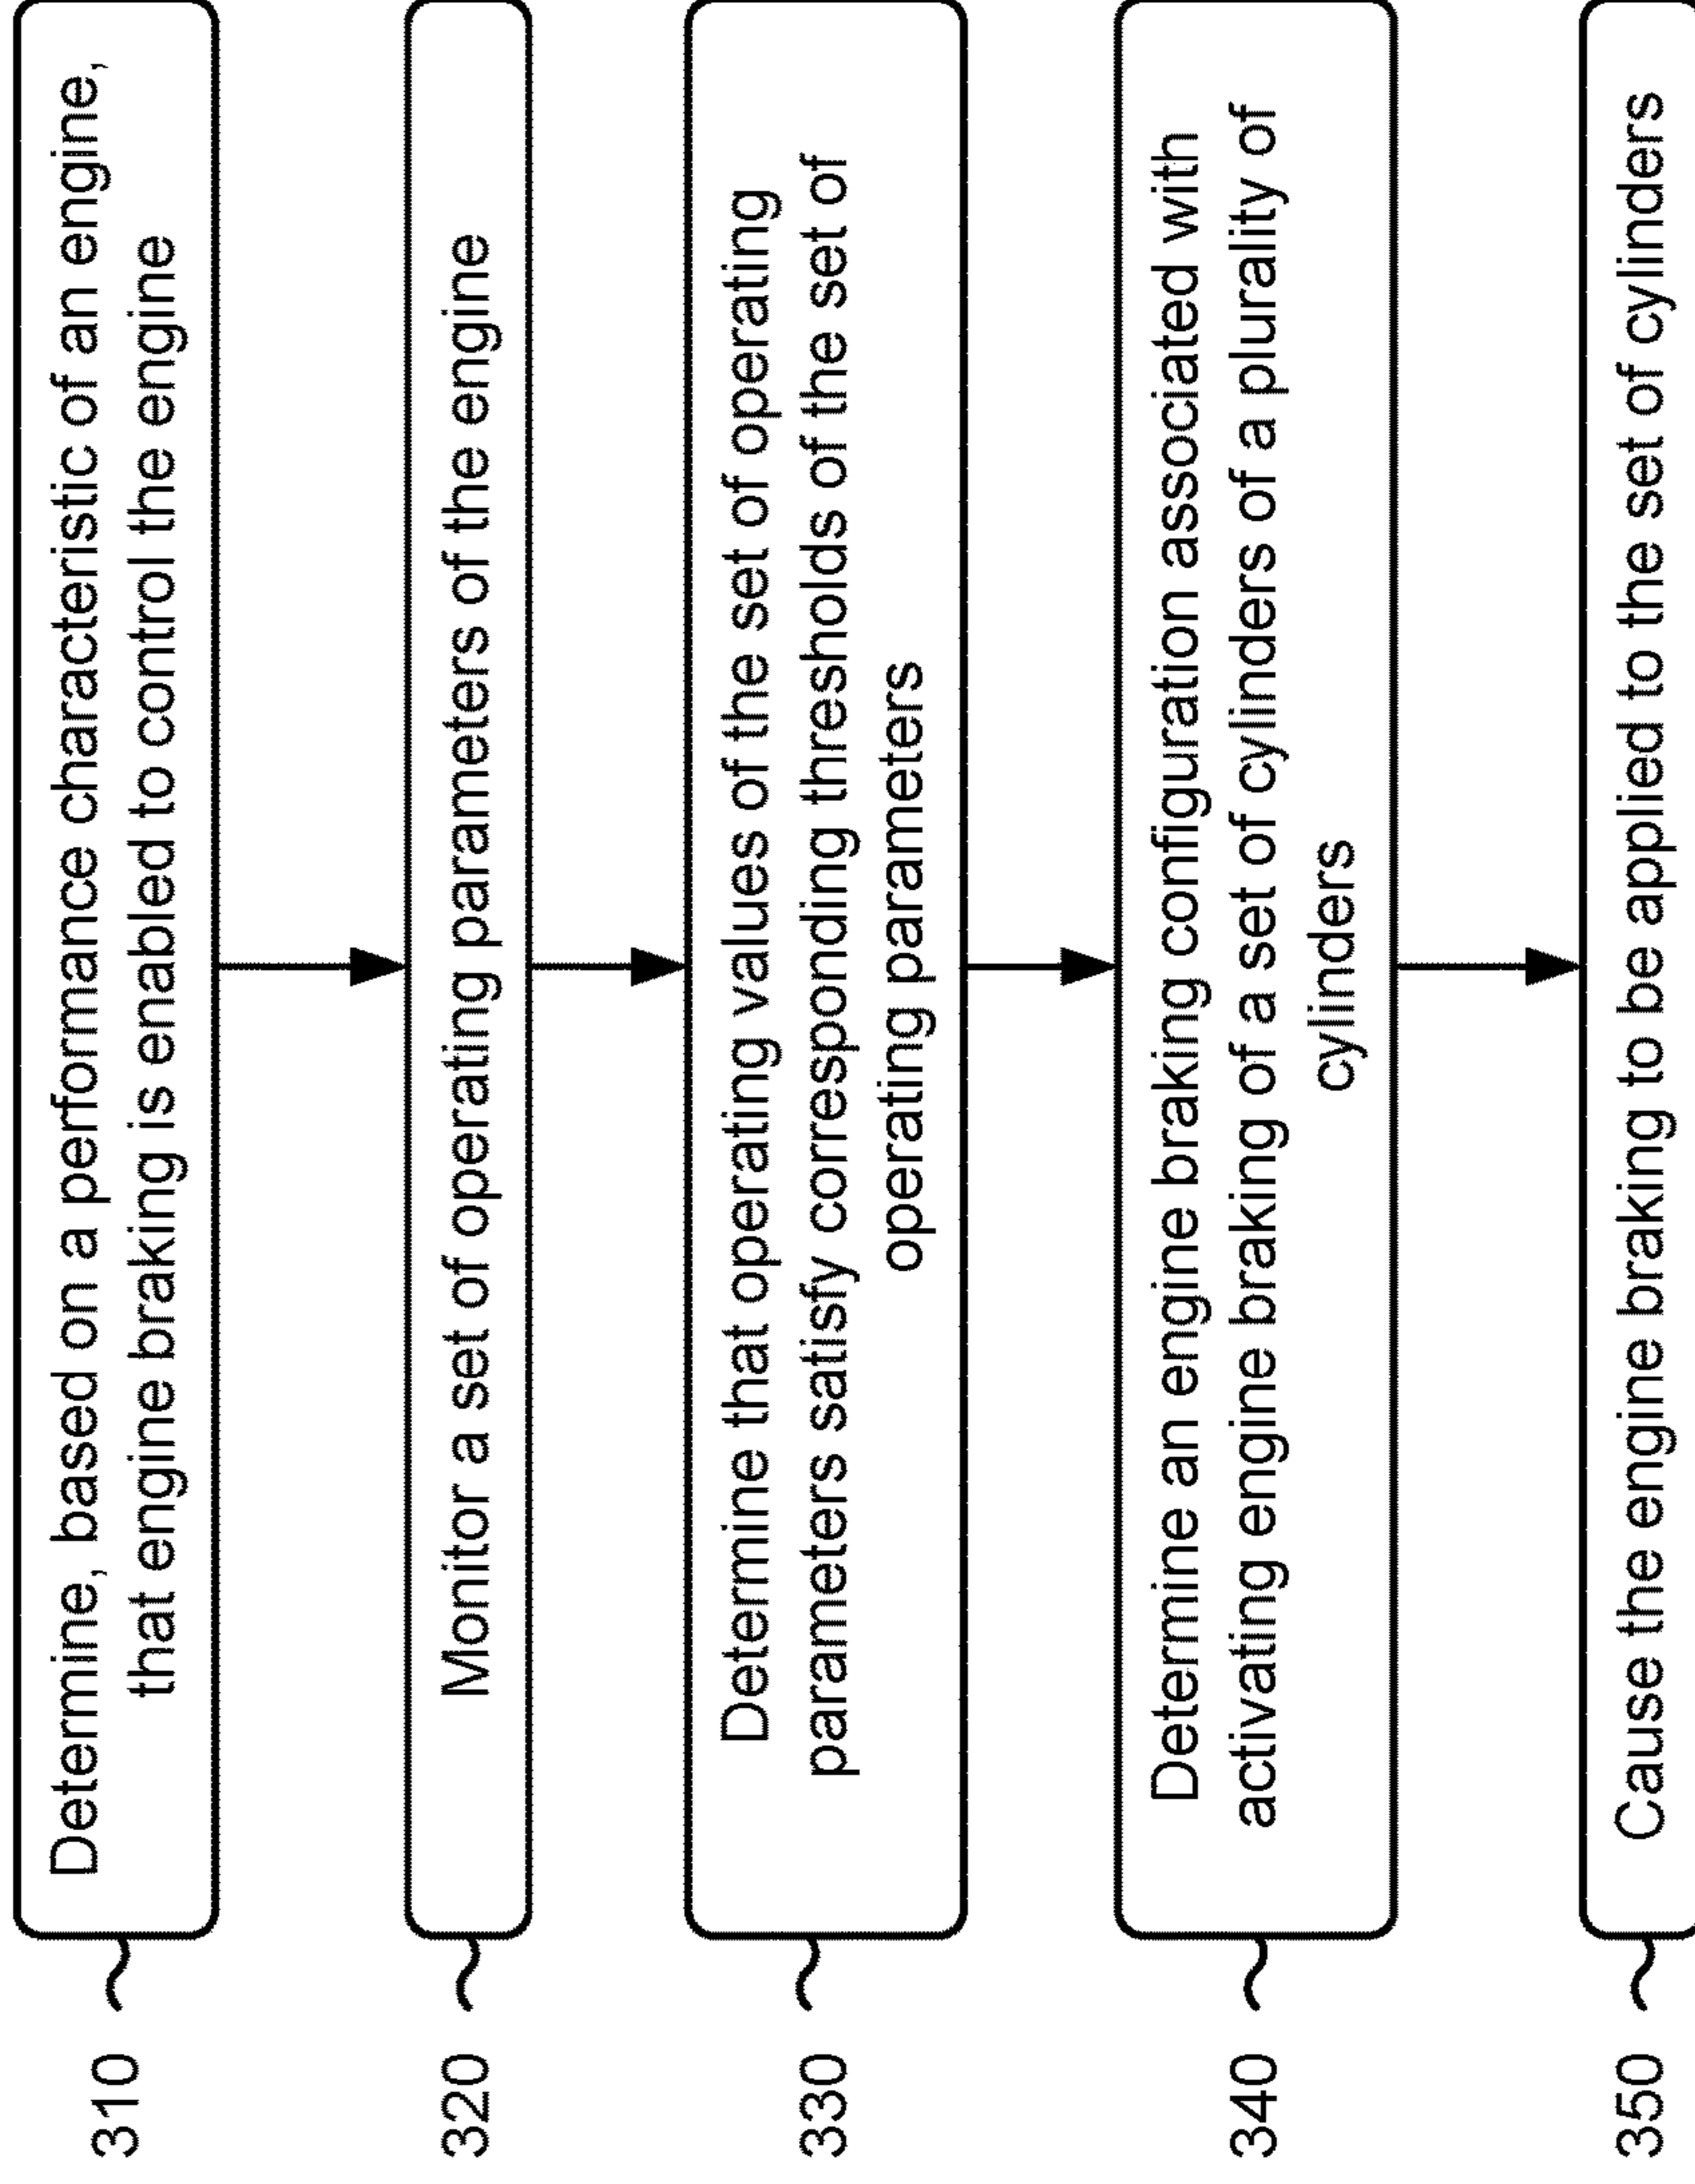 310
Determine, based on a performance characteristic of an engine,
that engine braking is enabled to control the engine
320
Monitor a set of operating parameters of the engine
330
Determine that operating values of the set of operating
parameters satisfy corresponding thresholds of the set of
operating parameters
340
Determine an engine braking configuration associated with
activating engine braking of a set of cylinders of a plurality of
cylinders
350
Cause the engine braking to be applied to the set of cylinders